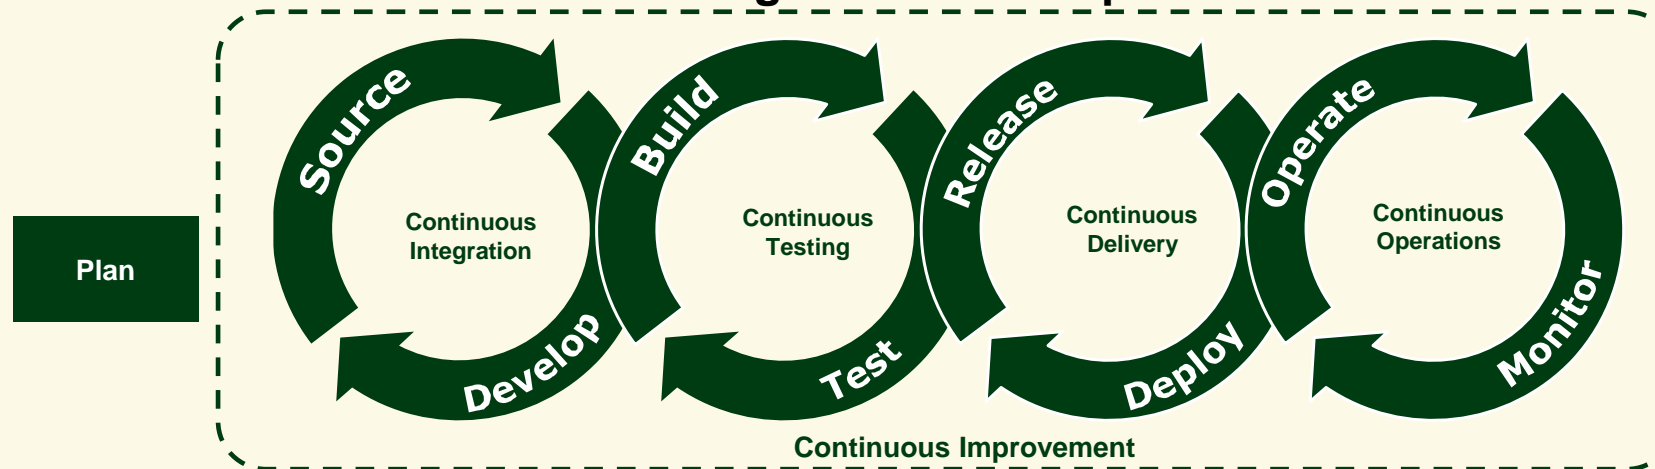 Plan
Source
Continuous
Integration
Develop
Build
Continuous
Testing
Test
Release
Continuous
Delivery
Deploy
Operate
Continuous
Operations
Monitor
Continuous Improvement